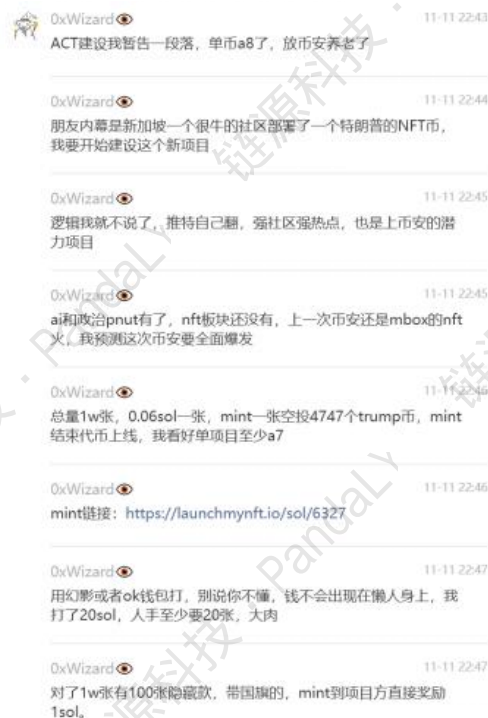 0xWizard 11-11 22:43
ACT建设我暂告一段落，单币a8了，放币安养老了
0xWizard 11-11 22:44
朋友内幕是新加坡一个很牛的社区部署了一个特朗普的NFT币，
我要开始建设这个新项目
0xWizard 11-11 22:45
逻辑我就不说了，推特自己翻，强社区强热点，也是上币安的潜
力项目
0xWizard 11-11 22:45
ai和政治pnut有了，nft板块还没有，上一次币安还是mbox的nft
火，我预测这次币安要全面爆发
0xWizard 11-11 22:46
总量1w张，0.06sol一张，mint一张空投4747个trump币，mint
结束代币上线，我看好单项目至少a7
0xWizard 11-11 22:46
mint链接：https://launchmynft.io/sol/6327
0xWizard 11-11 22:47
用幻影或者ok钱包打，别说你不懂，钱不会出现在懒人身上，我
打了20sol，人手至少要20张，大肉
0xWizard 11-11 22:47
对了1w张有100张隐藏款，带国旗的，mint到项目方直接奖励
1sol。
链源科技·PandaLy